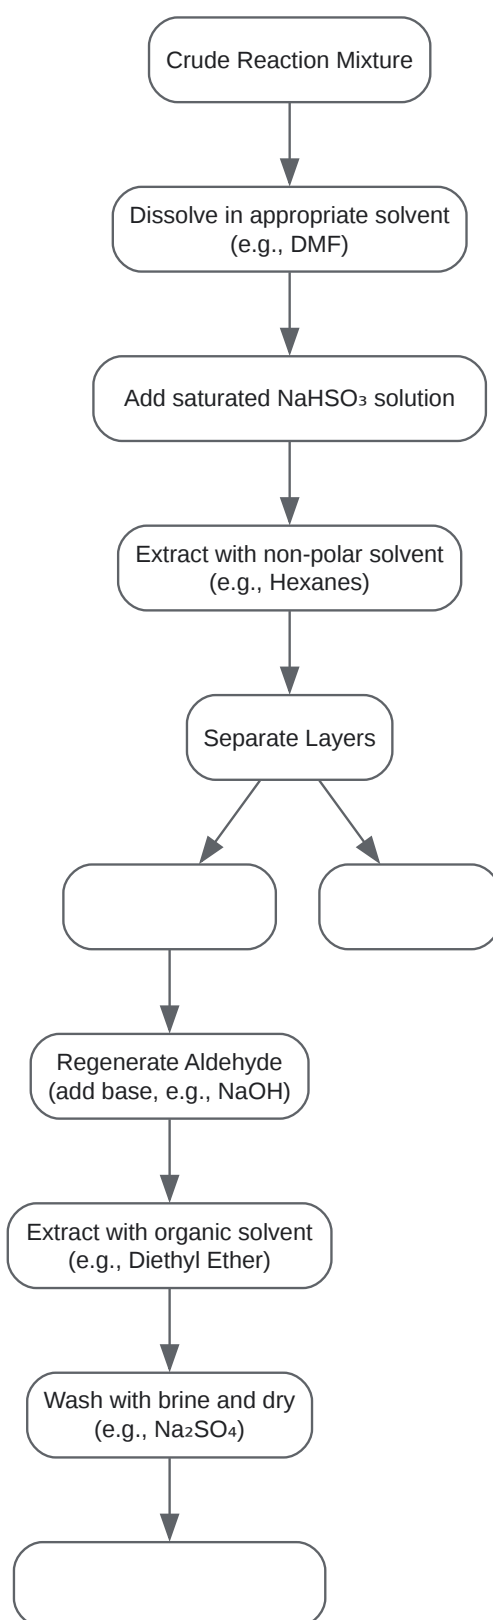 Crude Reaction Mixture
Dissolve in appropriate solvent
(e.g., DMF)
Add saturated NaHSO₃ solution
Extract with non-polar solvent
(e.g., Hexanes)
Separate Layers
Regenerate Aldehyde
(add base, e.g., NaOH)
Extract with organic solvent
(e.g., Diethyl Ether)
Wash with brine and dry
(e.g., Na₂SO₄)